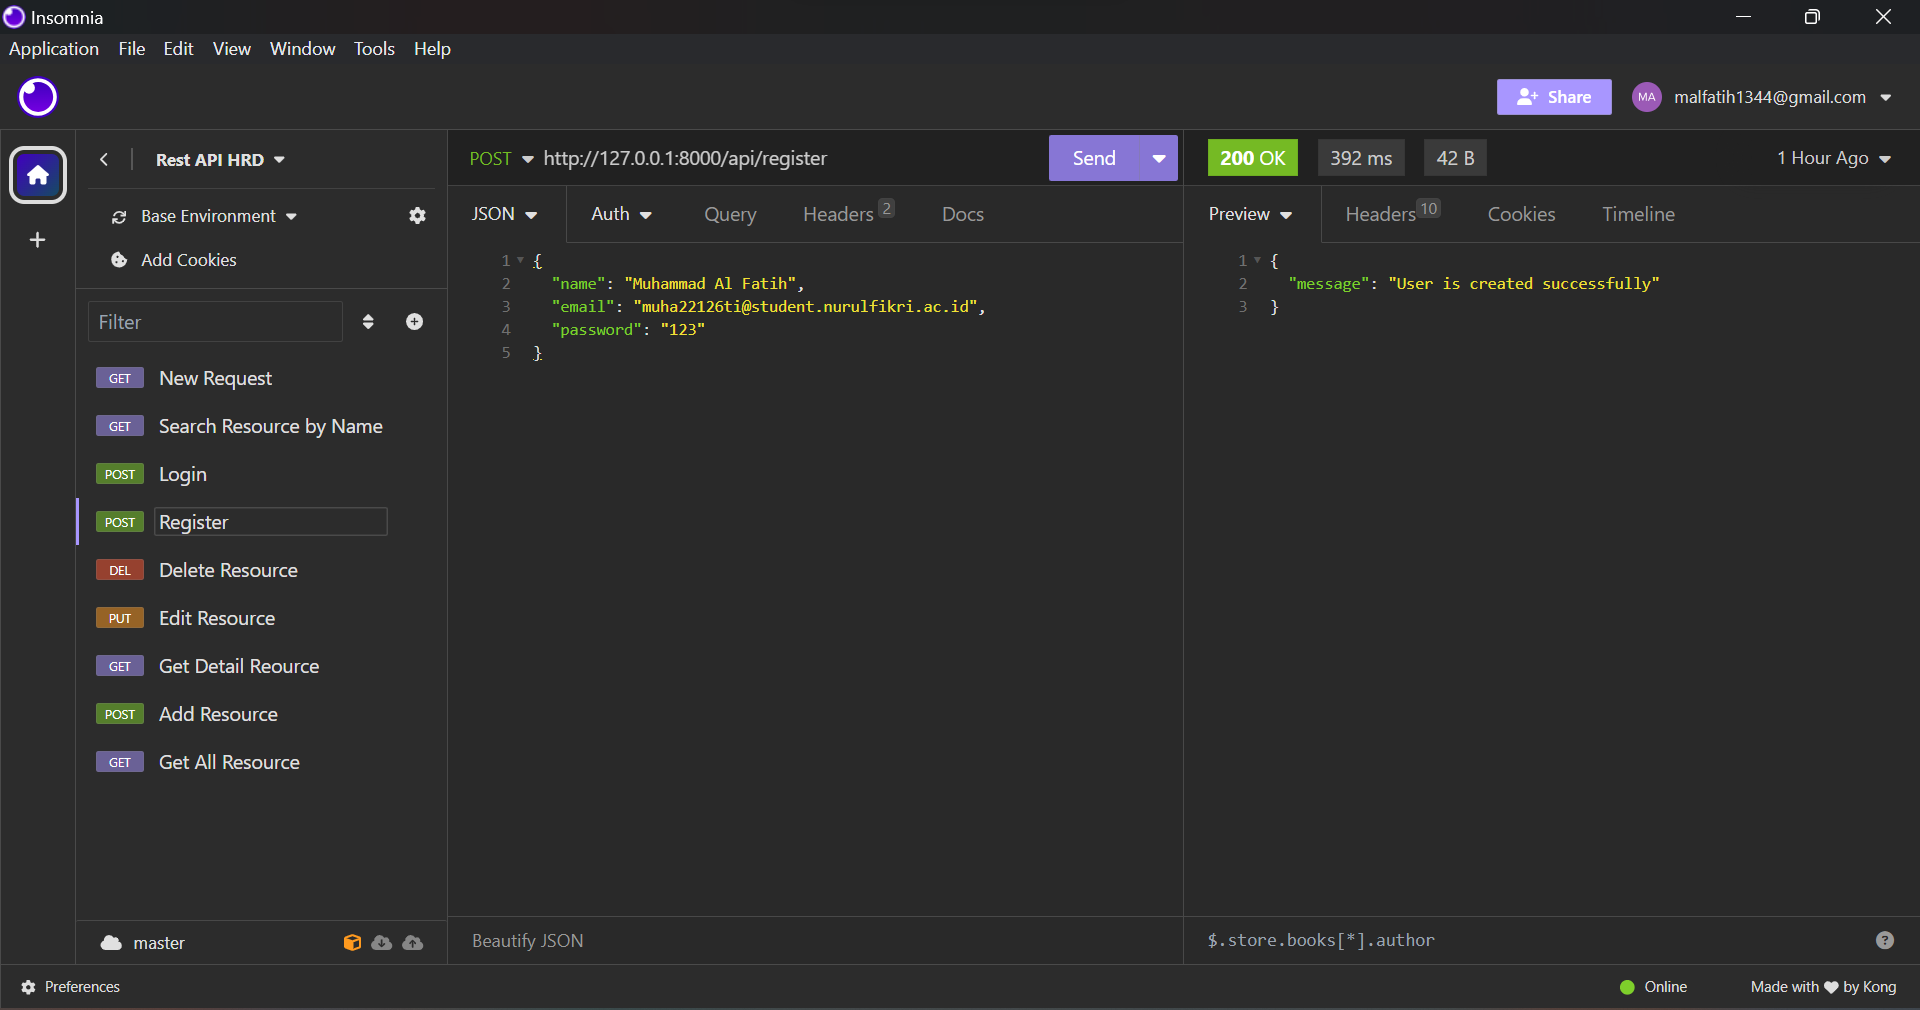 Insomnia
Application File Edit View Window Tools Help
Share MA malfatih1344@gmail.com
Rest API HRD
Base Environment
Add Cookies
Filter
GET New Request
GET Search Resource by Name
POST Login
POST Register
DEL Delete Resource
PUT Edit Resource
GET Get Detail Reource
POST Add Resource
GET Get All Resource
master
POST http://127.0.0.1:8000/api/register Send
JSON Auth Query Headers 2 Docs
1 {
2 "name": "Muhammad Al Fatih",
3 "email": "muha22126ti@student.nurulfikri.ac.id",
4 "password": "123"
5 }
Beautify JSON
200 OK 392 ms 42 B 1 Hour Ago
Preview Headers 10 Cookies Timeline
1 {
2 "message": "User is created successfully"
3 }
$.store.books[*].author ?
Preferences Online Made with ♥ by Kong